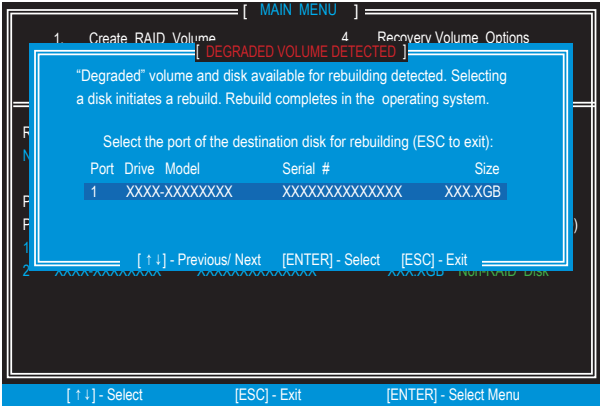 [ MAIN MENU ]
1. Create RAID Volume 4 Recovery Volume Options
[ DEGRADED VOLUME DETECTED ]
“Degraded” volume and disk available for rebuilding detected. Selecting
a disk initiates a rebuild. Rebuild completes in the operating system.
Select the port of the destination disk for rebuilding (ESC to exit):
Port Drive Model Serial # Size
1 XXXX-XXXXXXXX XXXXXXXXXXXXXX XXX.XGB
[ ↑↓] - Previous/ Next [ENTER] - Select [ESC] - Exit
2 XXXX-XXXXXXXX XXXXXXXXXXXXXX XXX.XGB Non-RAID Disk
[ ↑↓] - Select [ESC] - Exit [ENTER] - Select Menu